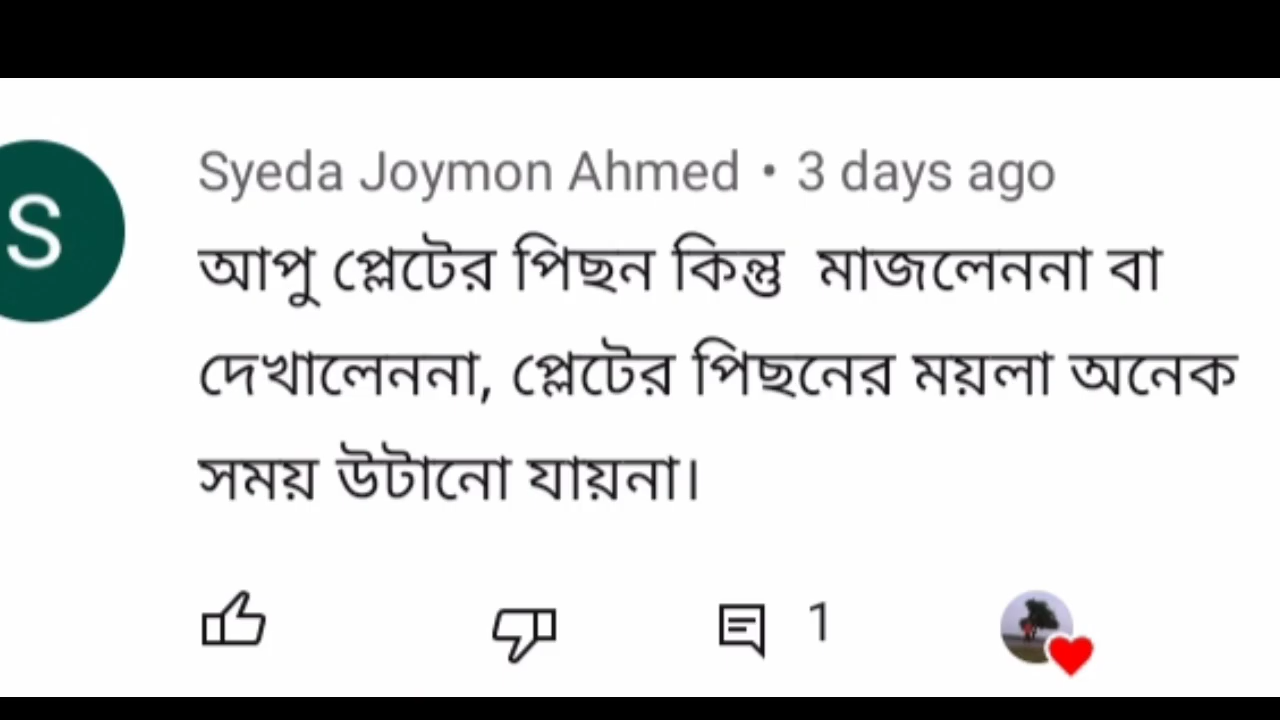 S
Syeda Joymon Ahmed • 3 days ago
আপু প্লেটের পিছন কিন্তু মাজলেননা বা
দেখালেননা, প্লেটের পিছনের ময়লা অনেক
সময় উটানো যায়না।
1